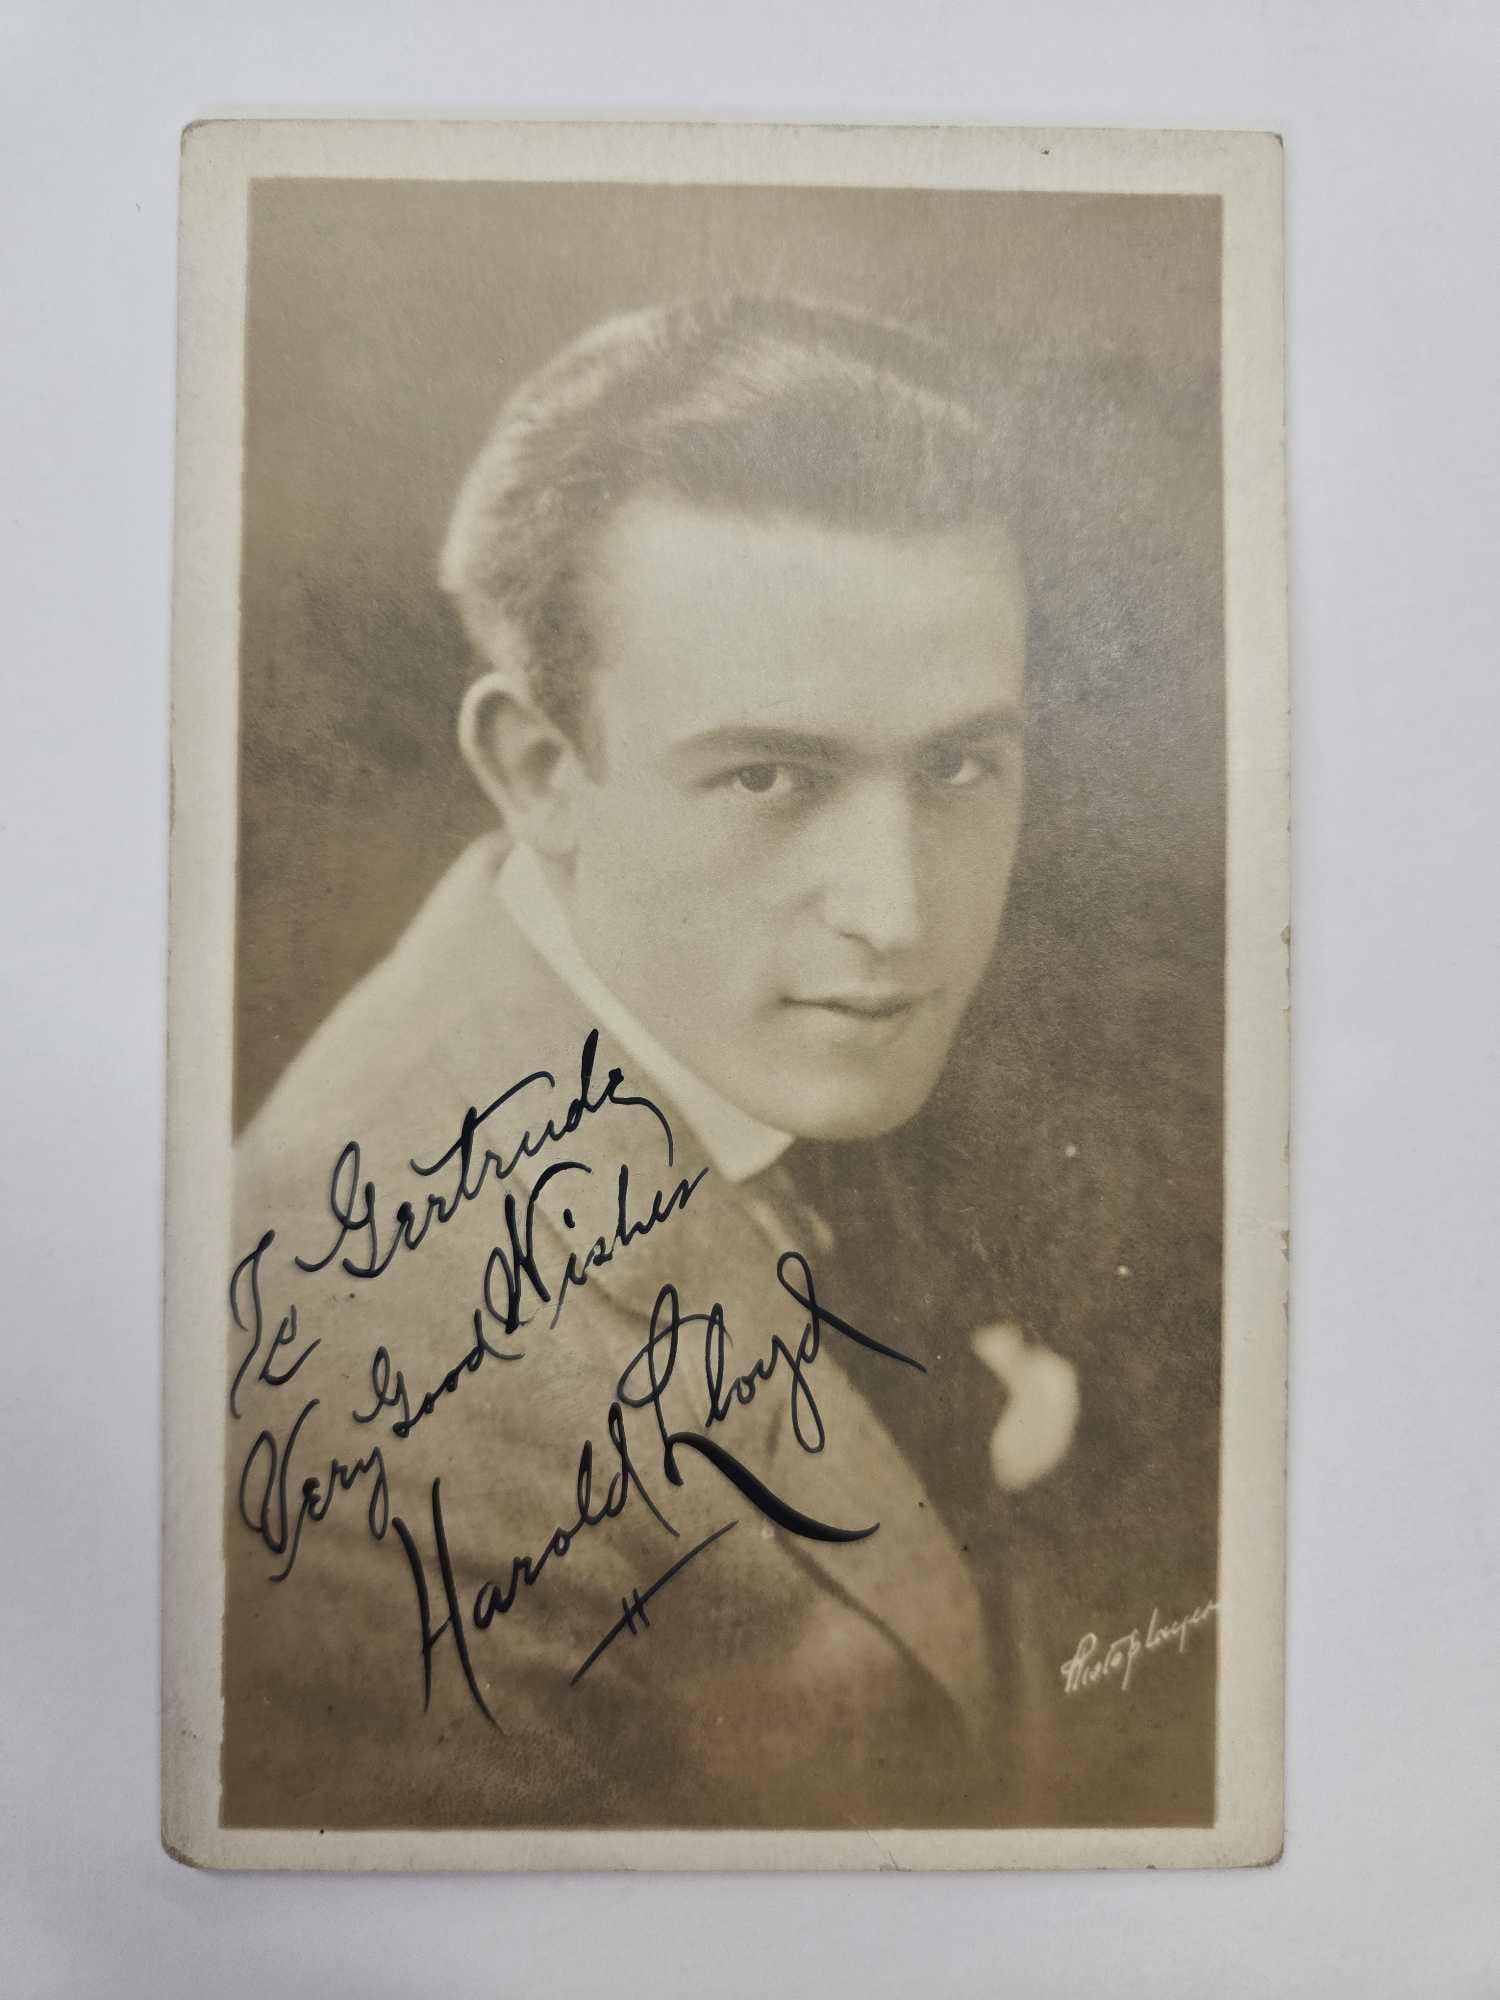 To Gertrude
Very Good Wishes
Harold Lloyd
Photoplayers